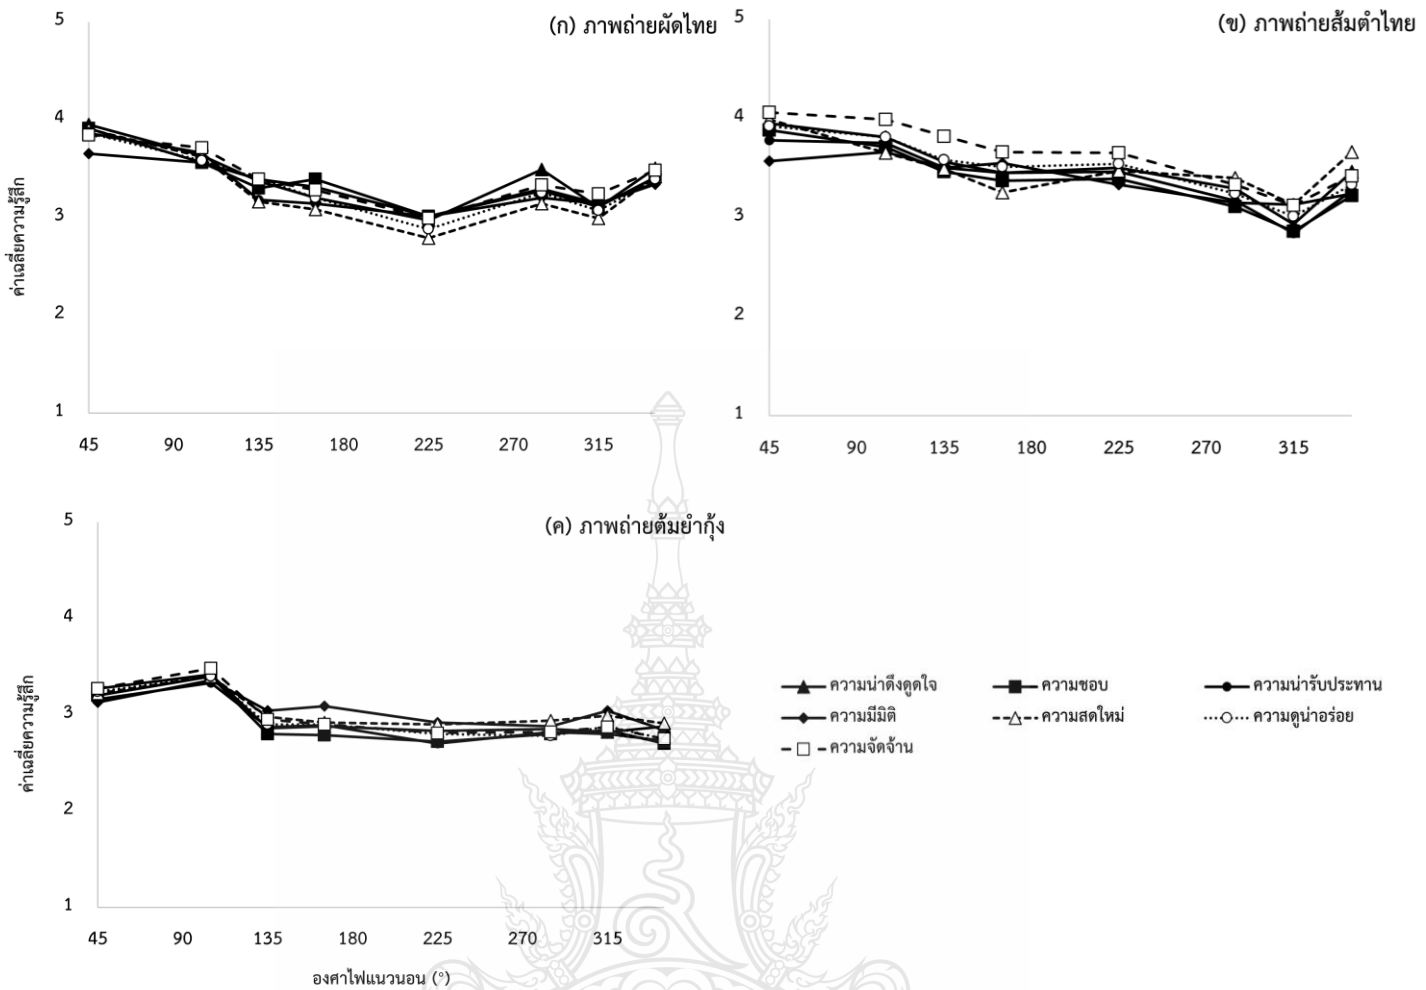 (ก) ภาพถ่ายผัดไทย
5
4
3
2
1
45 90 135 180 225 270 315
ค่าเฉลี่ยความรู้สึก
(ข) ภาพถ่ายส้มตำไทย
5
4
3
2
1
45 90 135 180 225 270 315
(ค) ภาพถ่ายต้มยำกุ้ง
5
4
3
2
1
45 90 135 180 225 270 315
ค่าเฉลี่ยความรู้สึก
องศาไฟแนวนอน (°)
ความน่าดึงดูดใจ ความชอบ ความน่ารับประทาน
ความมีมิติ ความสดใหม่ ความดูน่าอร่อย
ความจัดจ้าน